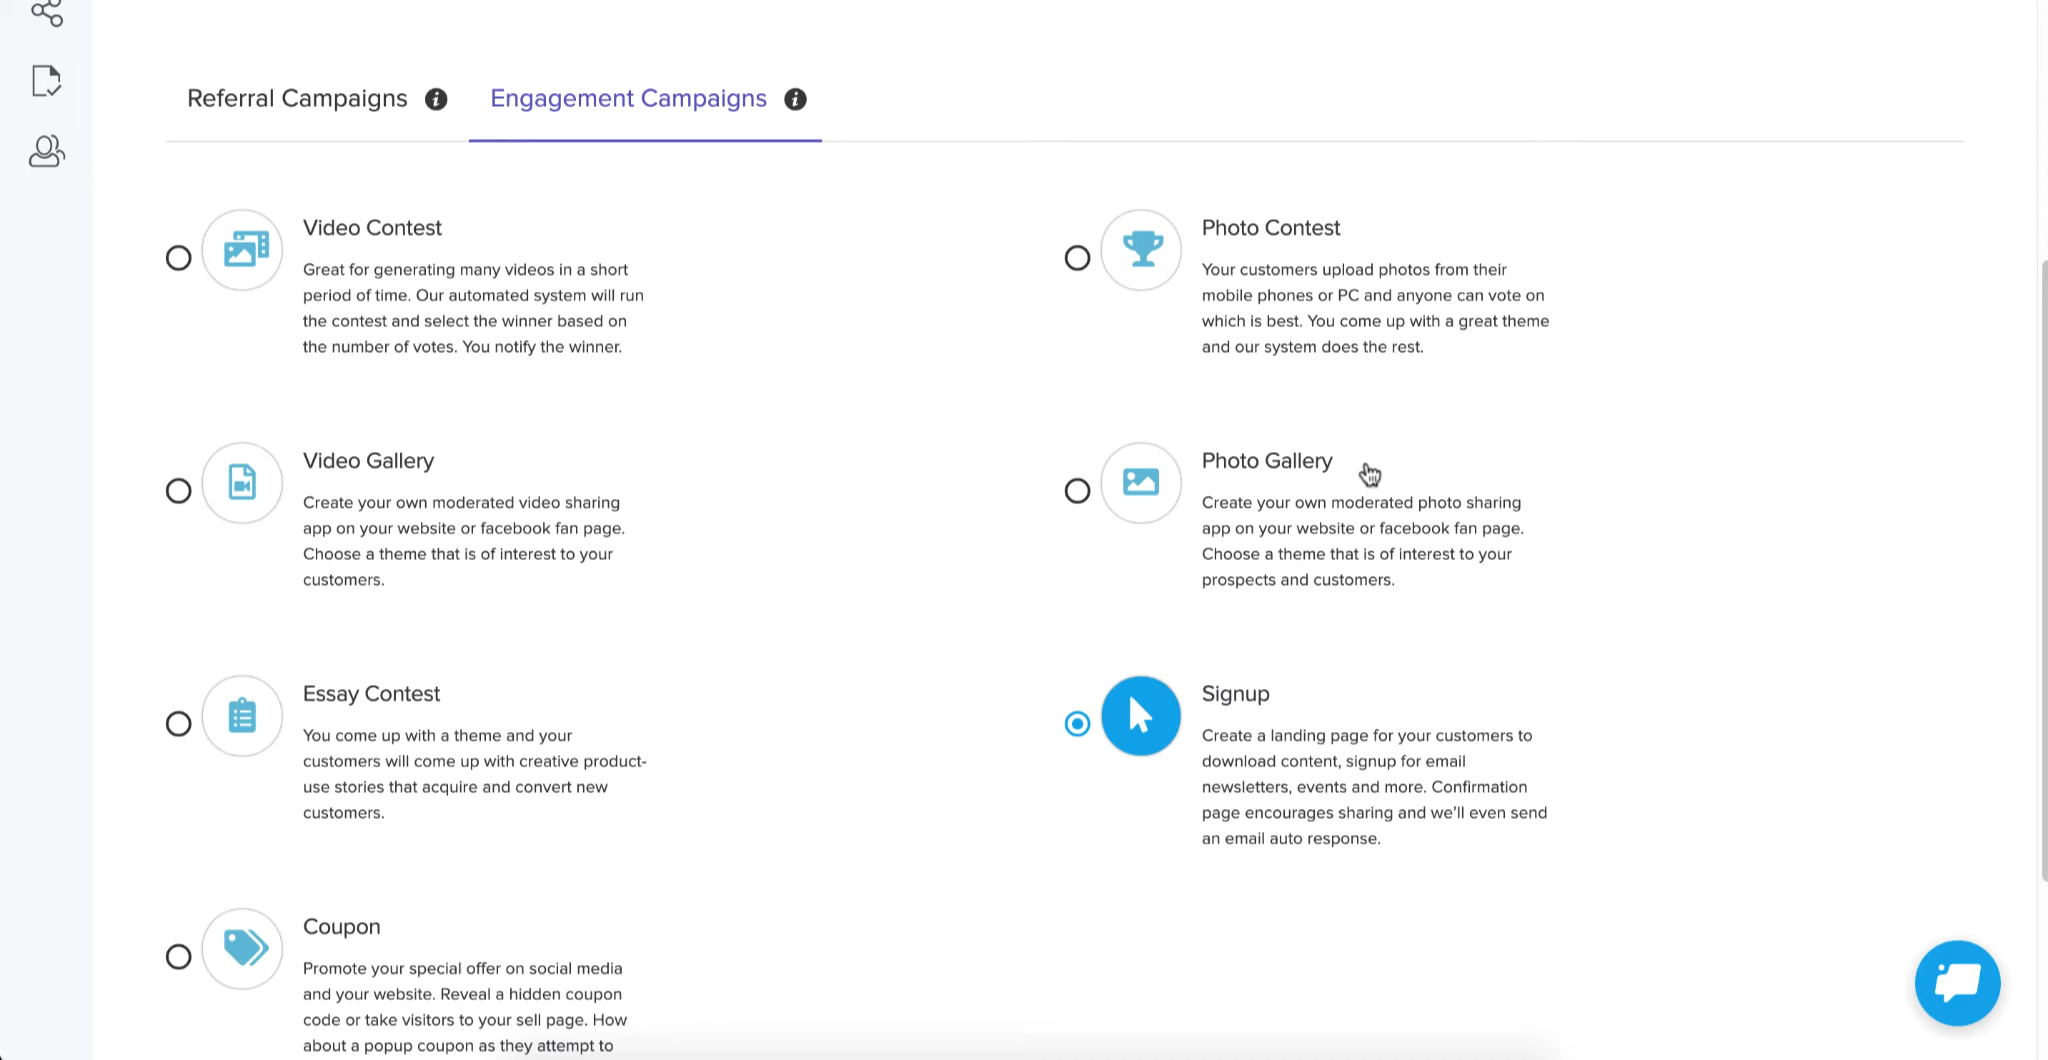 Referral Campaigns
Engagement Campaigns
Video Contest
Great for generating many videos in a short
period of time. Our automated system will run
the contest and select the winner based on
the number of votes. You notify the winner.
Photo Contest
Your customers upload photos from their
mobile phones or PC and anyone can vote on
which is best. You come up with a great theme
and our system does the rest.
Video Gallery
Create your own moderated video sharing
app on your website or facebook fan page.
Choose a theme that is of interest to your
customers.
Photo Gallery
Create your own moderated photo sharing
app on your website or facebook fan page.
Choose a theme that is of interest to your
prospects and customers.
Essay Contest
You come up with a theme and your
customers will come up with creative product-
use stories that acquire and convert new
customers.
Signup
Create a landing page for your customers to
download content, signup for email
newsletters, events and more. Confirmation
page encourages sharing and we'll even send
an email auto response.
Coupon
Promote your special offer on social media
and your website. Reveal a hidden coupon
code or take visitors to your sell page. How
about a popup coupon as they attempt to